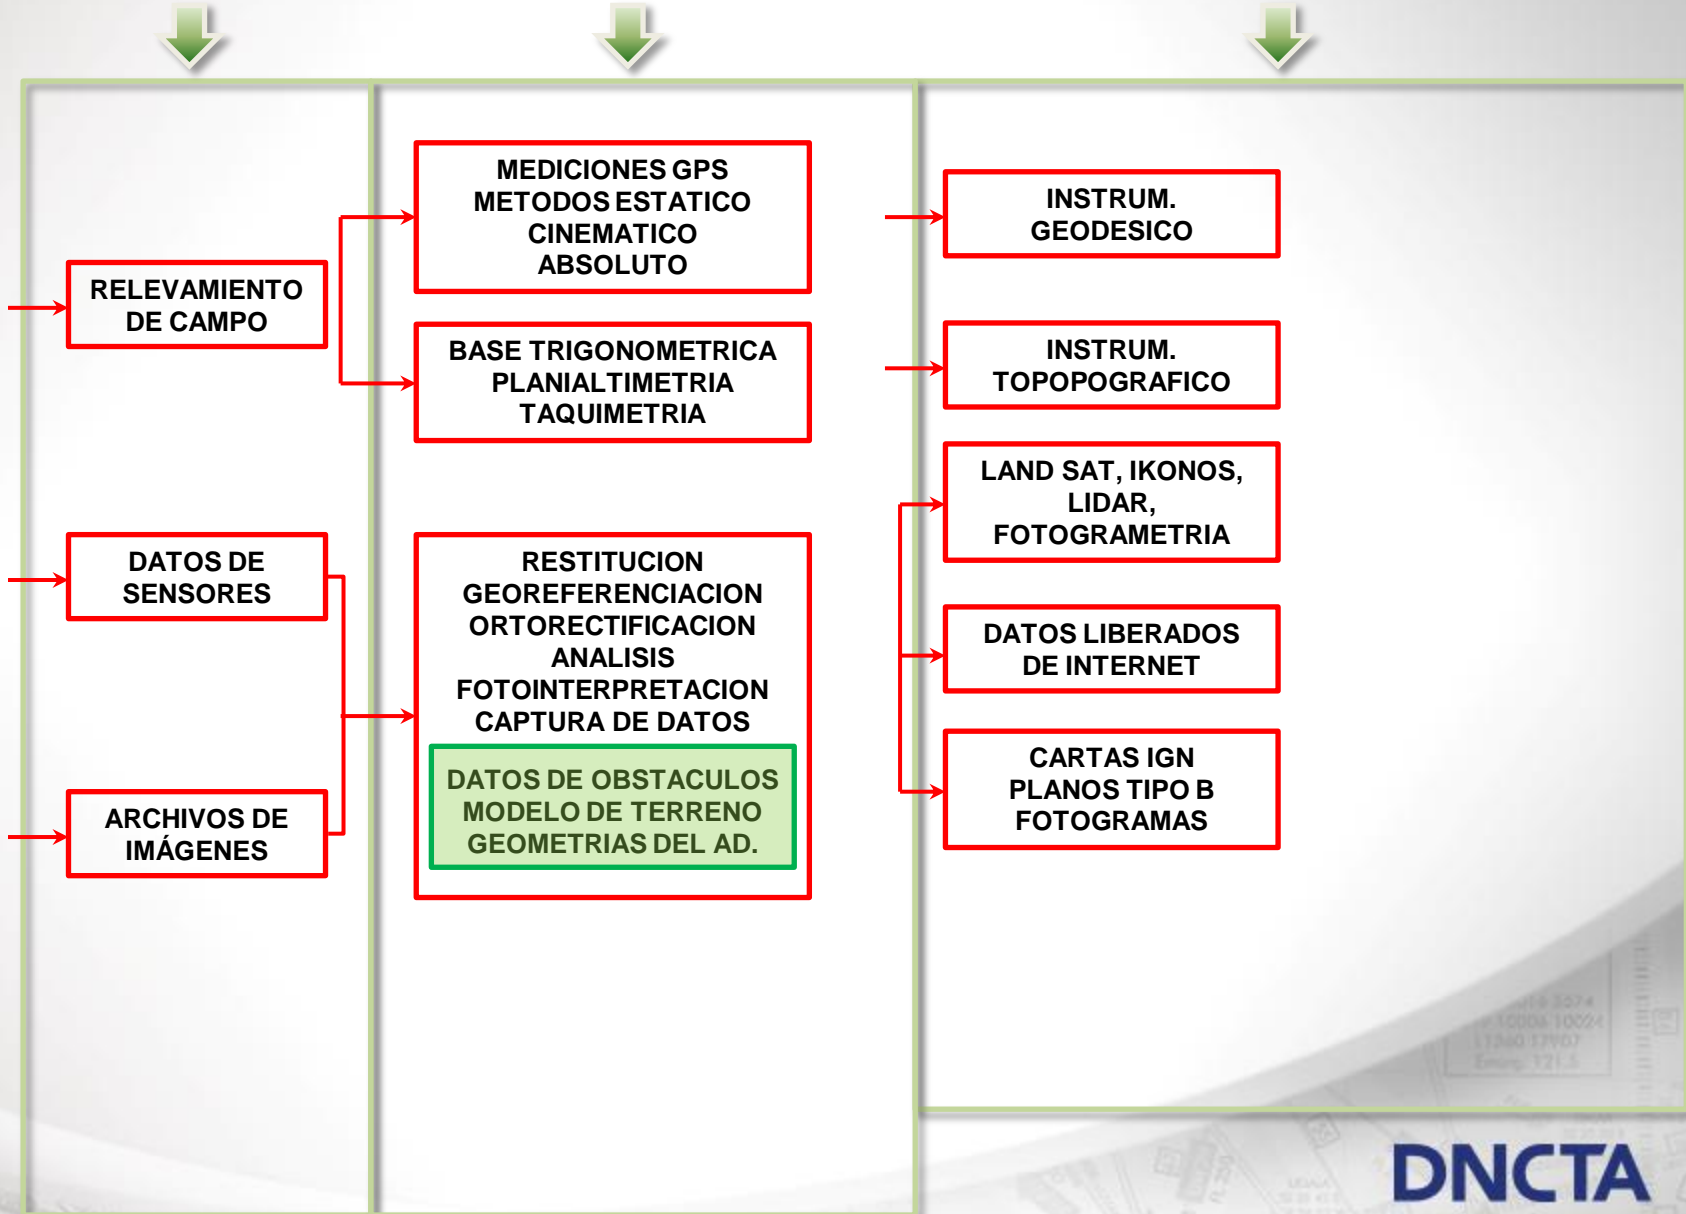 RELEVAMIENTO
DE CAMPO
DATOS DE
SENSORES
ARCHIVOS DE
IMÁGENES
MEDICIONES GPS
METODOS ESTATICO
CINEMATICO
ABSOLUTO
BASE TRIGONOMETRICA
PLANIALTIMETRIA
TAQUIMETRIA
RESTITUCION
GEOREFERENCIACION
ORTORECTIFICACION
ANALISIS
FOTOINTERPRETACION
CAPTURA DE DATOS
DATOS DE OBSTACULOS
MODELO DE TERRENO
GEOMETRIAS DEL AD.
INSTRUM.
GEODESICO
INSTRUM.
TOPOPOGRAFICO
LAND SAT, IKONOS,
LIDAR,
FOTOGRAMETRIA
DATOS LIBERADOS
DE INTERNET
CARTAS IGN
PLANOS TIPO B
FOTOGRAMAS
DNCTA